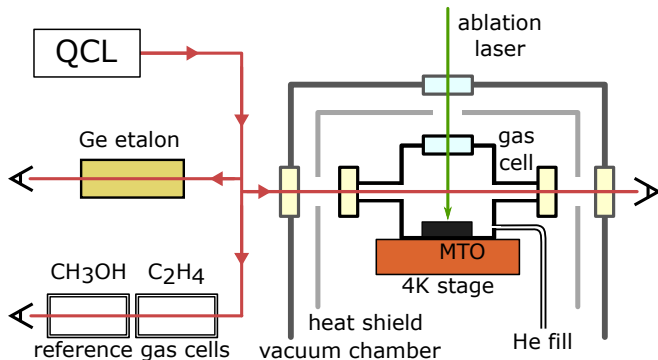 QCL
ablation
laser
Ge etalon
gas
cell
MTO
4K stage
CH3OH
C2H4
reference gas cells
heat shield
vacuum chamber
He fill